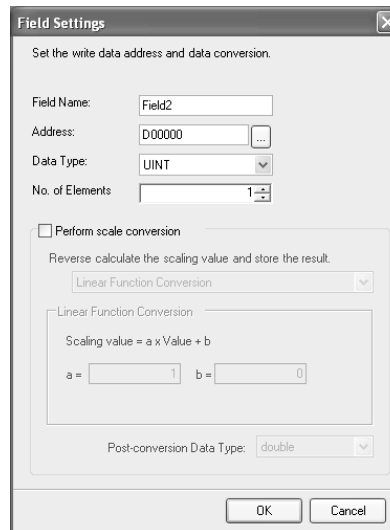 Field Settings
Set the write data address and data conversion.
Field Name: Field2
Address: D00000 ...
Data Type: UINT
No. of Elements 1
Perform scale conversion
Reverse calculate the scaling value and store the result.
Linear Function Conversion
Linear Function Conversion
Scaling value = a x Value + b
a = 1 b = 0
Post-conversion Data Type: double
OK Cancel